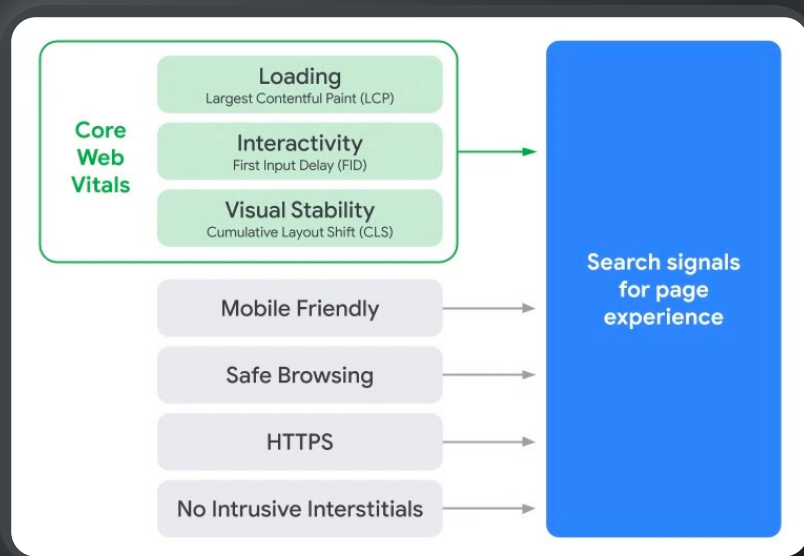 Core
Web
Vitals
Loading
Largest Contentful Paint (LCP)
Interactivity
First Input Delay (FID)
Visual Stability
Cumulative Layout Shift (CLS)
Mobile Friendly
Safe Browsing
HTTPS
No Intrusive Interstitials
Search signals
for page
experience